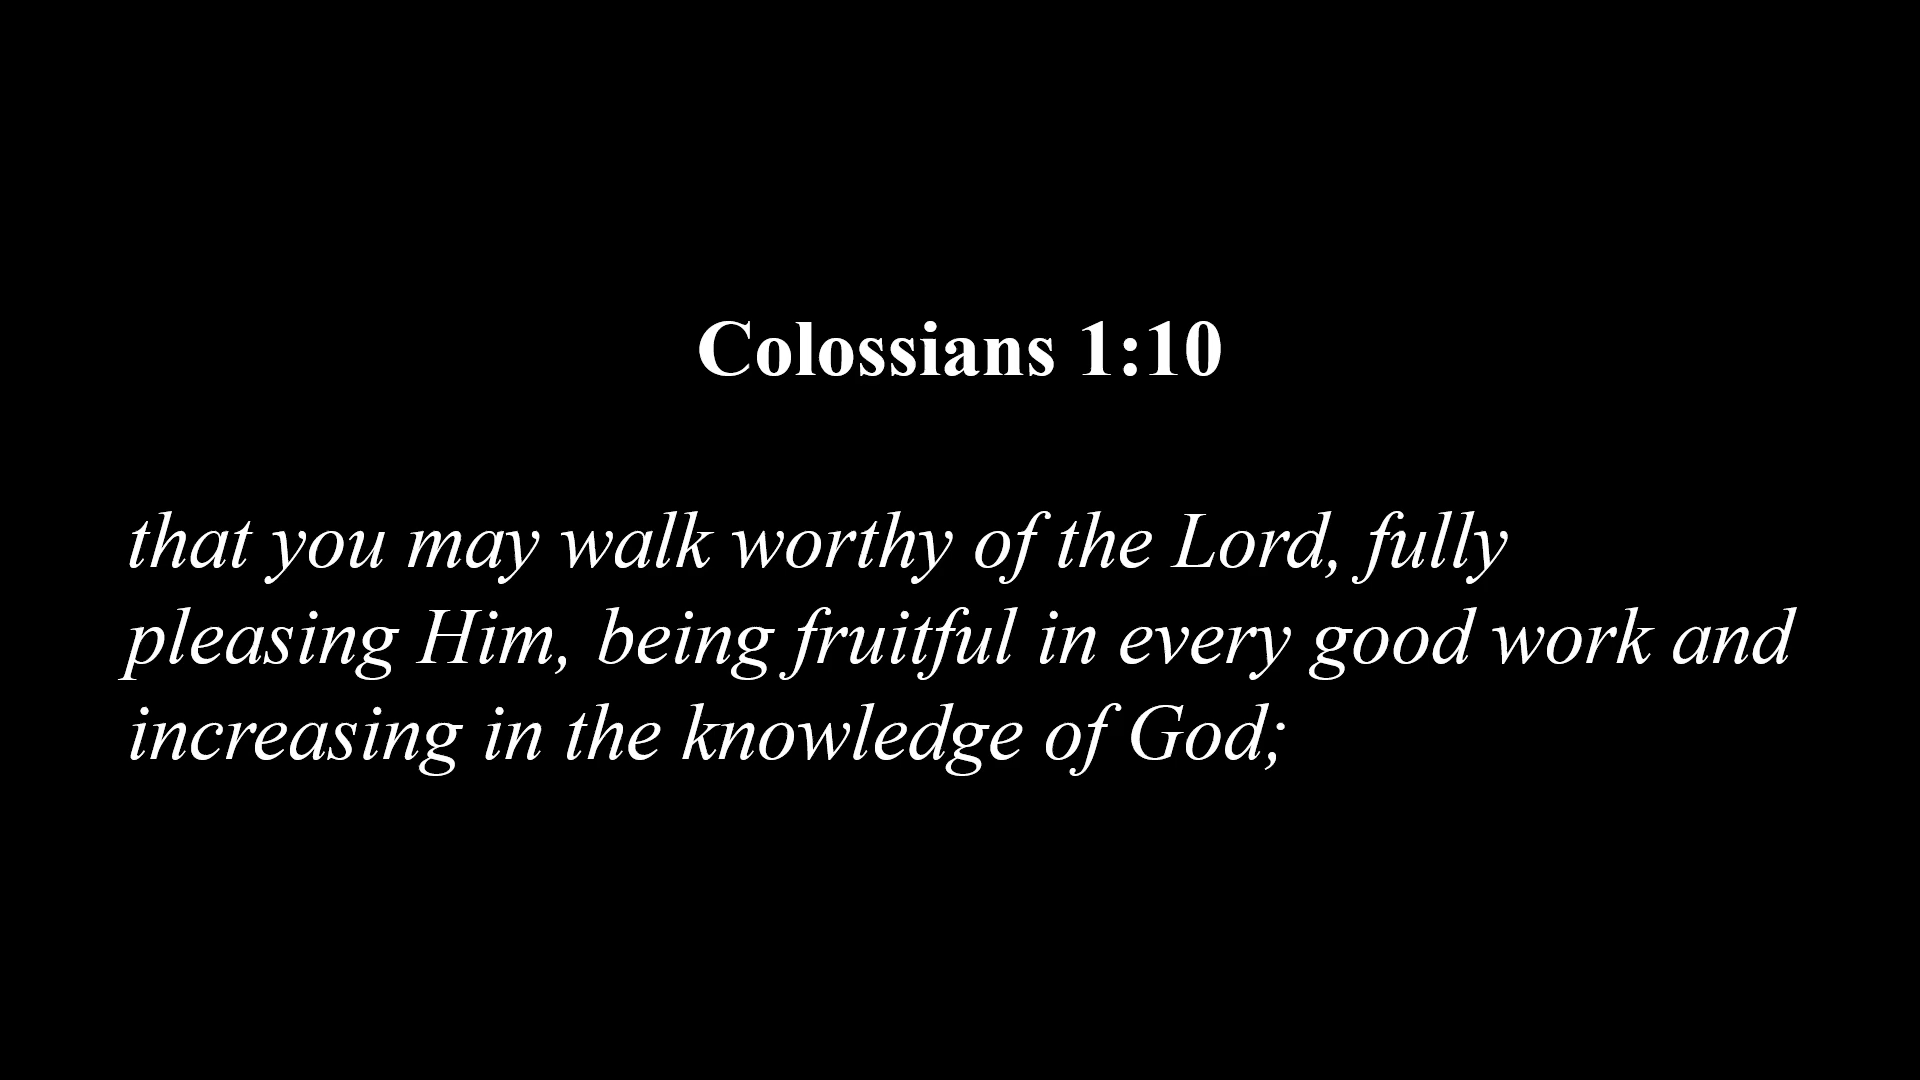 Colossians 1:10
that you may walk worthy of the Lord, fully
pleasing Him, being fruitful in every good work and
increasing in the knowledge of God;